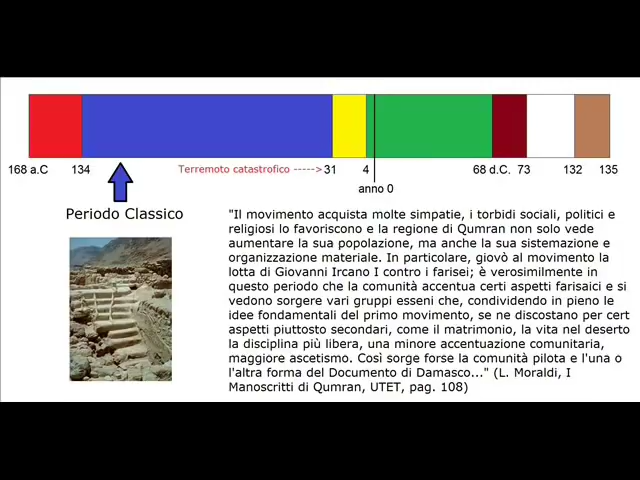 168 a.C 134 Terremoto catastrofico -----> 31 4 68 d.C. 73 132 135
anno 0
Periodo Classico
"Il movimento acquista molte simpatie, i torbidi sociali, politici e
religiosi lo favoriscono e la regione di Qumran non solo vede
aumentare la sua popolazione, ma anche la sua sistemazione e
organizzazione materiale. In particolare, giovò al movimento la
lotta di Giovanni Ircano I contro i farisei; è verosimilmente in
questo periodo che la comunità accentua certi aspetti farisaici e si
vedono sorgere vari gruppi esseni che, condividendo in pieno le
idee fondamentali del primo movimento, se ne discostano per cert
aspetti piuttosto secondari, come il matrimonio, la vita nel deserto
la disciplina più libera, una minore accentuazione comunitaria,
maggiore ascetismo. Così sorge forse la comunità pilota e l'una o
l'altra forma del Documento di Damasco..." (L. Moraldi, I
Manoscritti di Qumran, UTET, pag. 108)